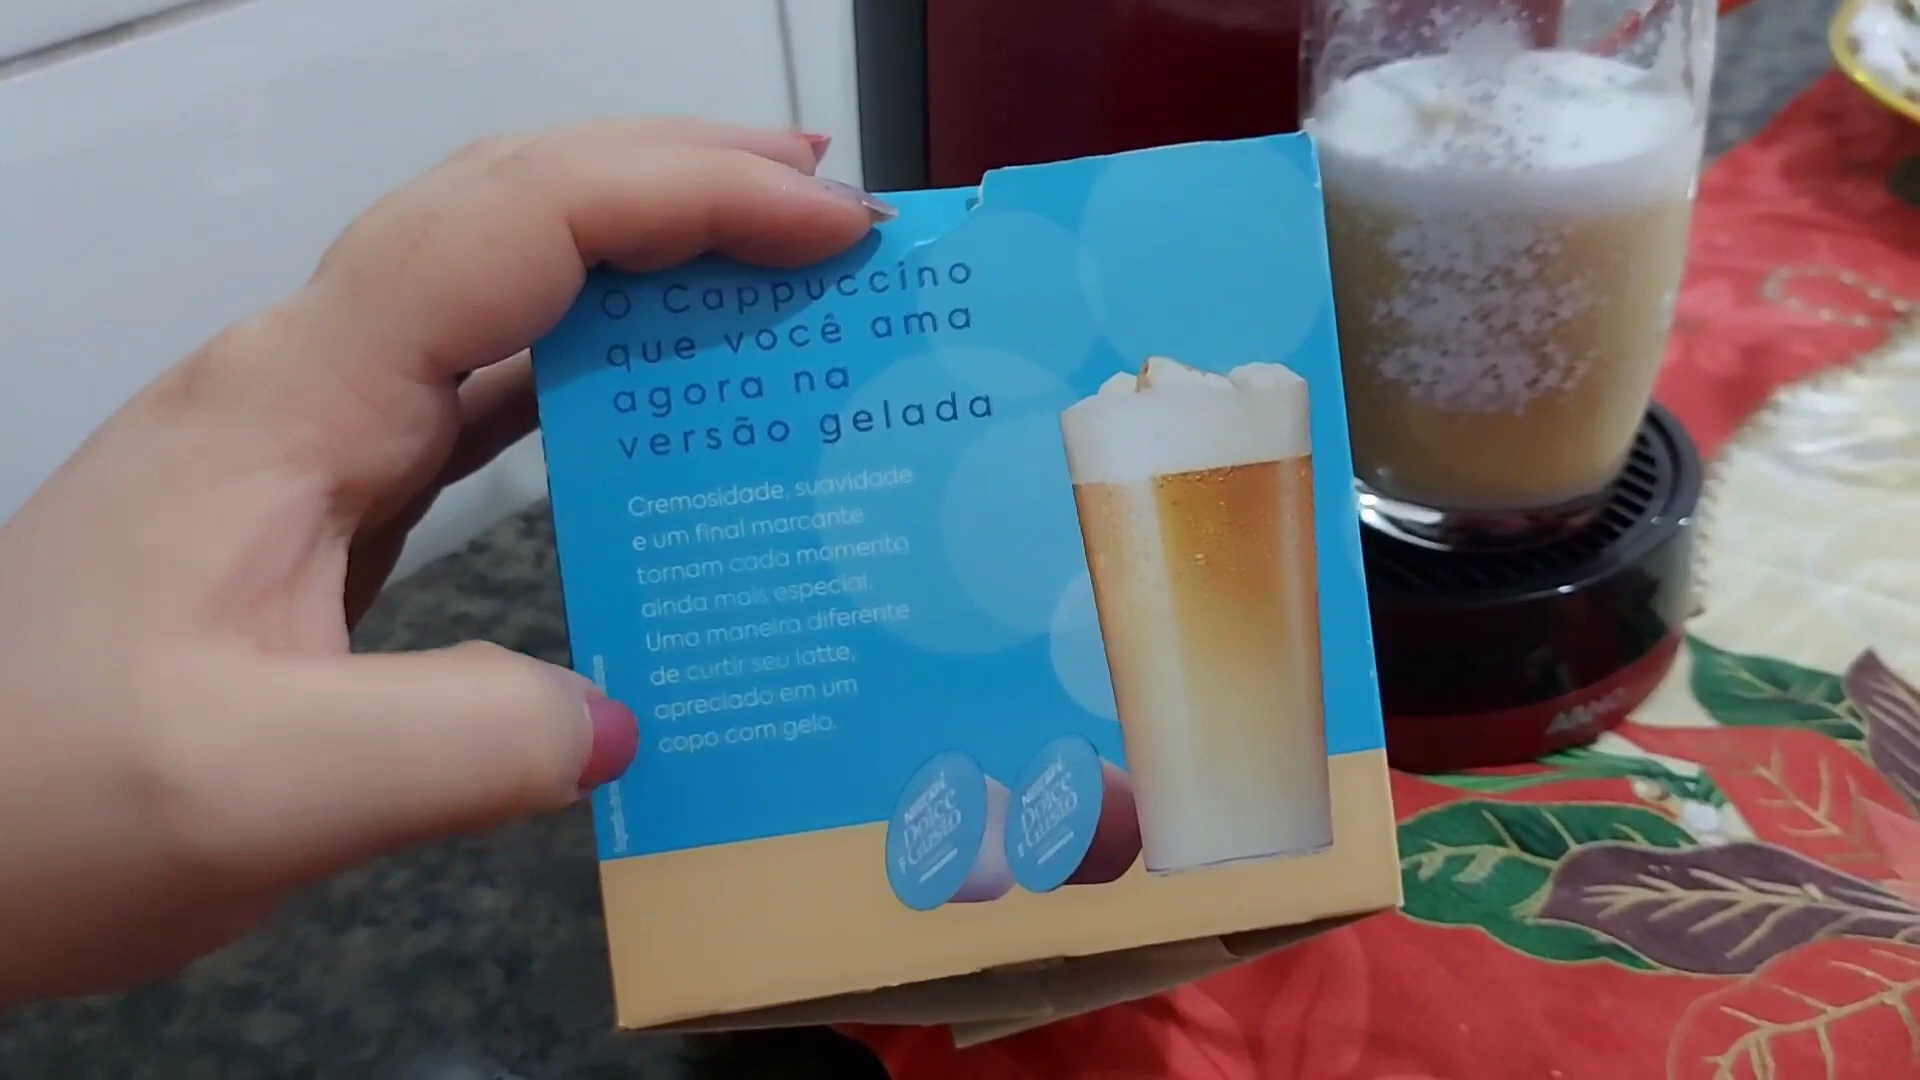 O Cappuccino
que você ama
agora na
versão gelada
Cremosidade, suavidade
e um final marcante
tornam cada momento
ainda mais especial.
Uma maneira diferente
de curtir seu latte,
apreciado em um
copo com gelo.
NESCAFÉ
Dolce
Gusto
NESCAFÉ
Dolce
Gusto